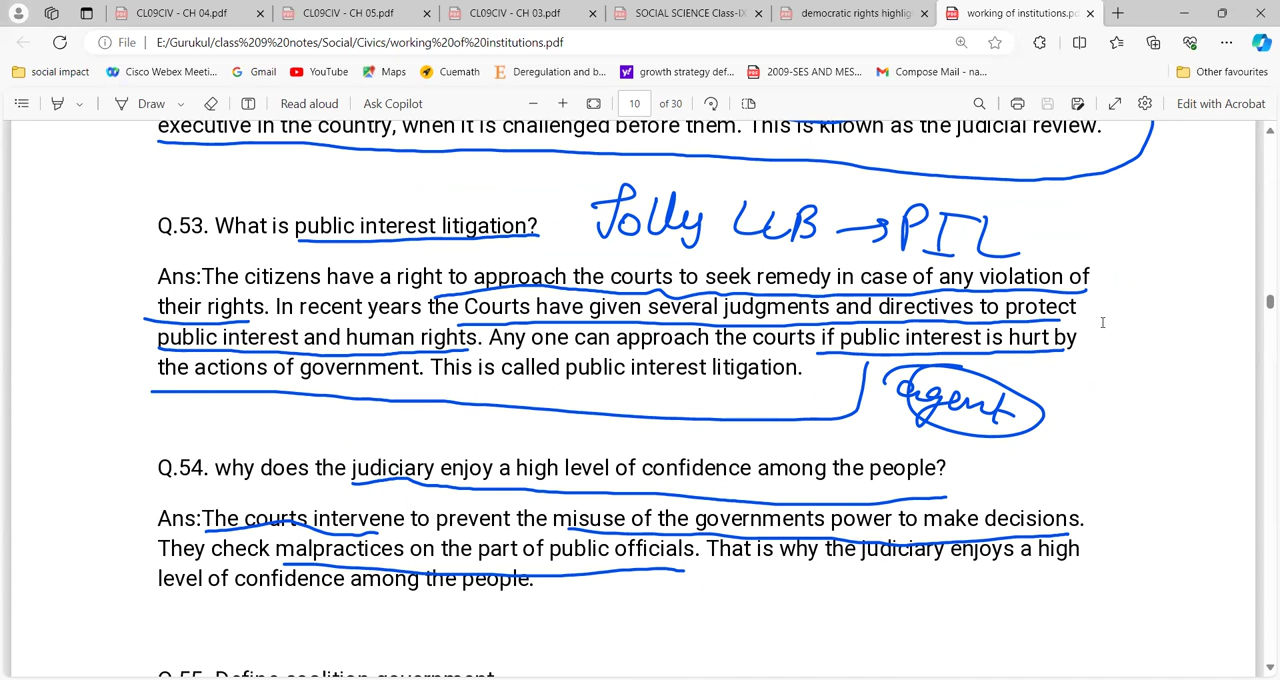 CL09CIV - CH 04.pdf
CL09CIV - CH 05.pdf
CL09CIV - CH 03.pdf
SOCIAL SCIENCE Class-IX
democratic rights highlig
working of institutions.p
File
E:/Gurukul/class%209%20notes/Social/Civics/working%20of%20institutions.pdf
social impact
Cisco Webex Meeti...
Gmail
YouTube
Maps
Cuemath
Deregulation and b...
growth strategy def...
2009-SES AND MES...
Compose Mail - na...
Other favourites
Draw
Read aloud
Ask Copilot
10
of 30
Edit with Acrobat
executive in the country, when it is challenged before them. This is known as the judicial review.
Q.53. What is public interest litigation?
Jolly LLB → PIL
Ans:The citizens have a right to approach the courts to seek remedy in case of any violation of
their rights. In recent years the Courts have given several judgments and directives to protect
public interest and human rights. Any one can approach the courts if public interest is hurt by
the actions of government. This is called public interest litigation.
agent
Q.54. why does the judiciary enjoy a high level of confidence among the people?
Ans:The courts intervene to prevent the misuse of the governments power to make decisions.
They check malpractices on the part of public officials. That is why the judiciary enjoys a high
level of confidence among the people.
Q.55. Define coalition government